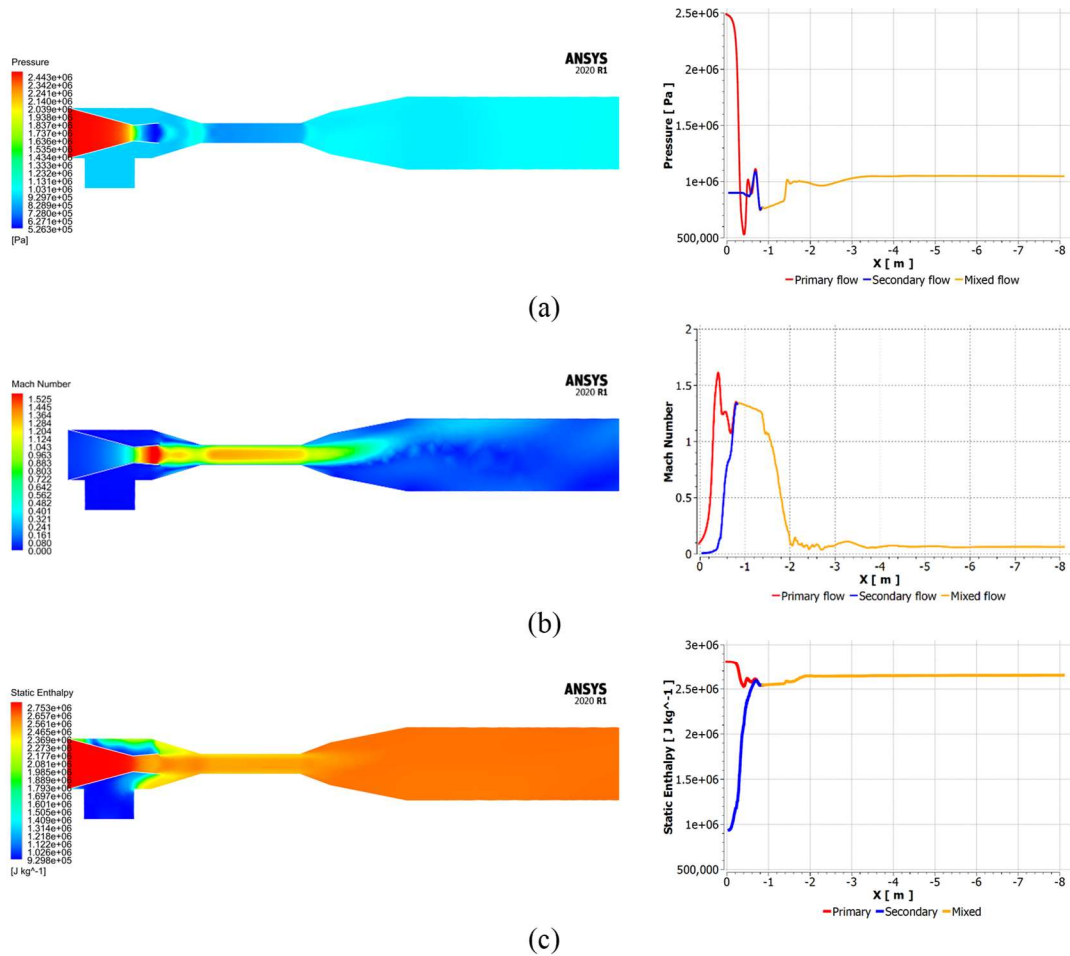 Pressure
2.443e+06
2.342e+06
2.241e+06
2.140e+06
2.039e+06
1.938e+06
1.837e+06
1.737e+06
1.636e+06
1.535e+06
1.434e+06
1.333e+06
1.232e+06
1.131e+06
1.031e+06
9.297e+05
8.289e+05
7.280e+05
6.271e+05
5.263e+05
[Pa]
ANSYS
2020 R1
Pressure [ Pa ]
2.5e+06
2e+06
1.5e+06
1e+06
500,000
0 -1 -2 -3 -4 -5 -6 -7 -8
X [ m ]
Primary flow Secondary flow Mixed flow
(a)
Mach Number
1.525
1.445
1.364
1.284
1.204
1.124
1.043
0.963
0.883
0.803
0.722
0.642
0.562
0.482
0.401
0.321
0.241
0.161
0.080
0.000
ANSYS
2020 R1
Mach Number
2
1.5
1
0.5
0
0 -1 -2 -3 -4 -5 -6 -7 -8
X [ m ]
Primary flow Secondary flow Mixed flow
(b)
Static Enthalpy
2.753e+06
2.657e+06
2.561e+06
2.465e+06
2.369e+06
2.273e+06
2.177e+06
2.081e+06
1.985e+06
1.889e+06
1.793e+06
1.697e+06
1.601e+06
1.505e+06
1.409e+06
1.314e+06
1.218e+06
1.122e+06
1.026e+06
9.298e+05
[J kg^-1]
ANSYS
2020 R1
Static Enthalpy [ J kg^-1 ]
3e+06
2.5e+06
2e+06
1.5e+06
1e+06
500,000
0 -1 -2 -3 -4 -5 -6 -7 -8
X [ m ]
Primary Secondary Mixed
(c)